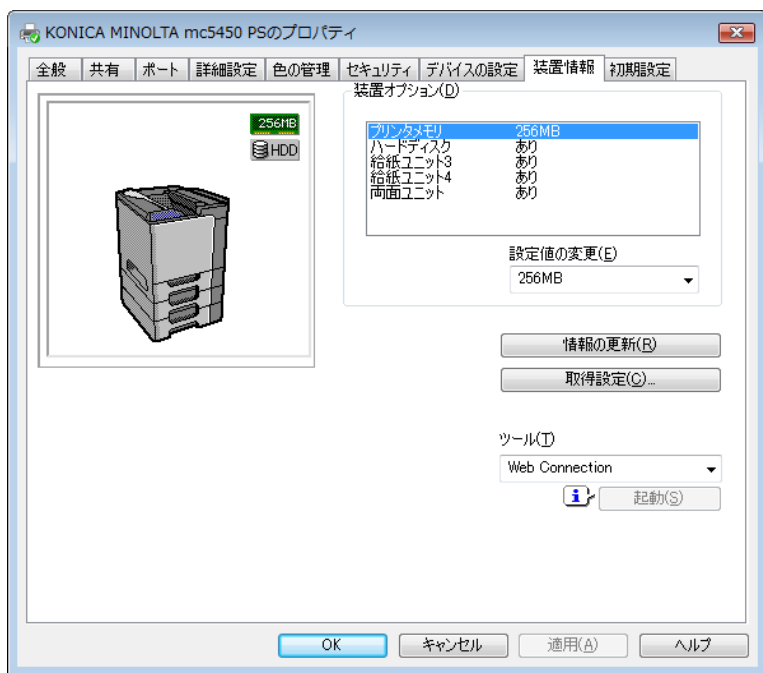 KONICA MINOLTA mc5450 PSのプロパティ
全般 共有 ポート 詳細設定 色の管理 セキュリティ デバイスの設定 装置情報 初期設定
256MB
HDD
装置オプション(D)
プリンタメモリ 256MB
ハードディスク あり
給紙ユニット3 あり
給紙ユニット4 あり
両面ユニット あり
設定値の変更(E)
256MB
情報の更新(R)
取得設定(C)...
ツール(T)
Web Connection
起動(S)
OK キャンセル 適用(A) ヘルプ